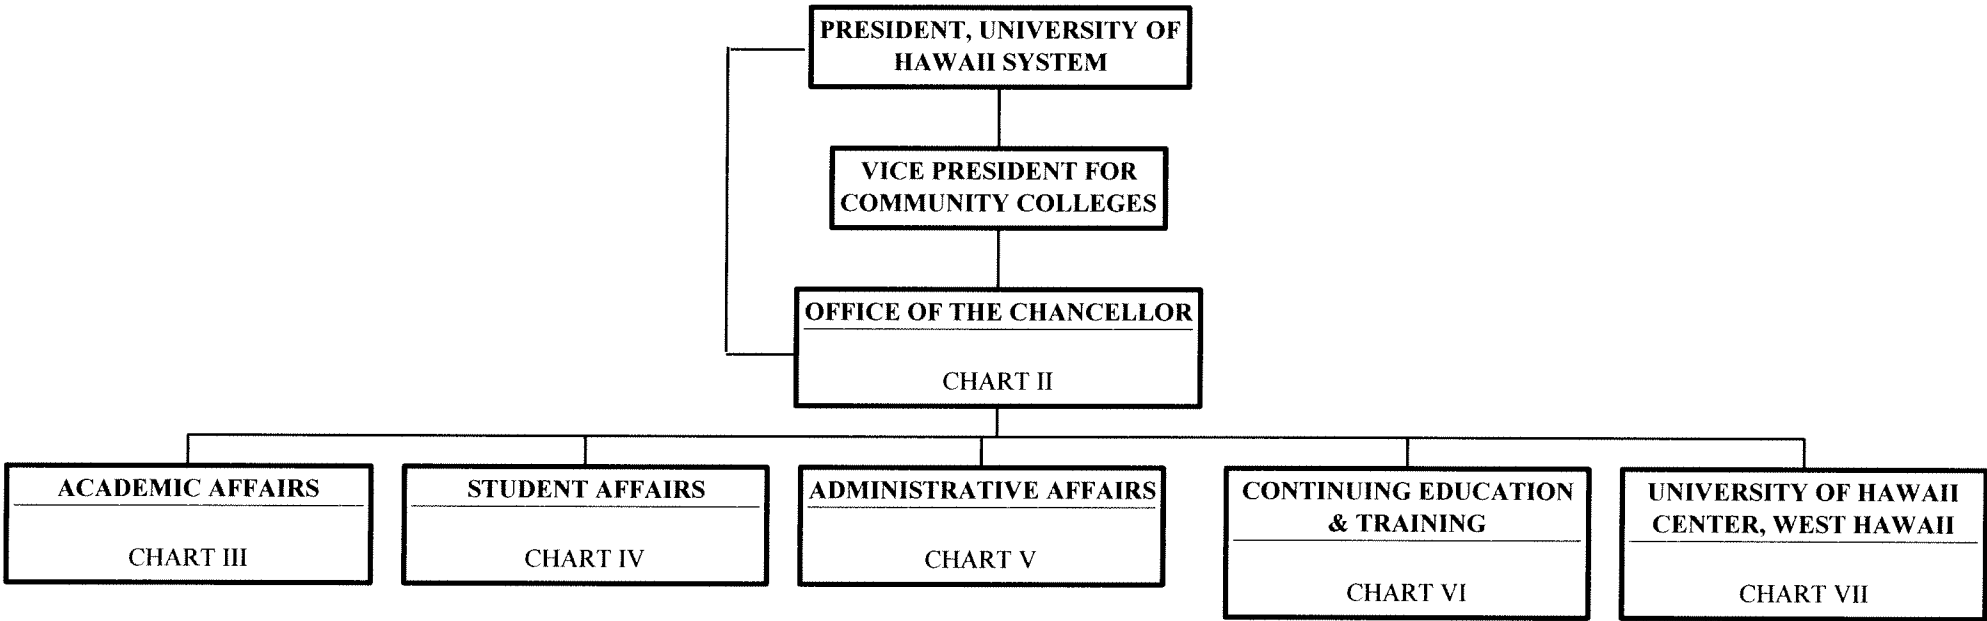 PRESIDENT, UNIVERSITY OF
HAWAII SYSTEM
VICE PRESIDENT FOR
COMMUNITY COLLEGES
OFFICE OF THE CHANCELLOR
CHART II
ACADEMIC AFFAIRS
CHART III
STUDENT AFFAIRS
CHART IV
ADMINISTRATIVE AFFAIRS
CHART V
CONTINUING EDUCATION
& TRAINING
CHART VI
UNIVERSITY OF HAWAII
CENTER, WEST HAWAII
CHART VII